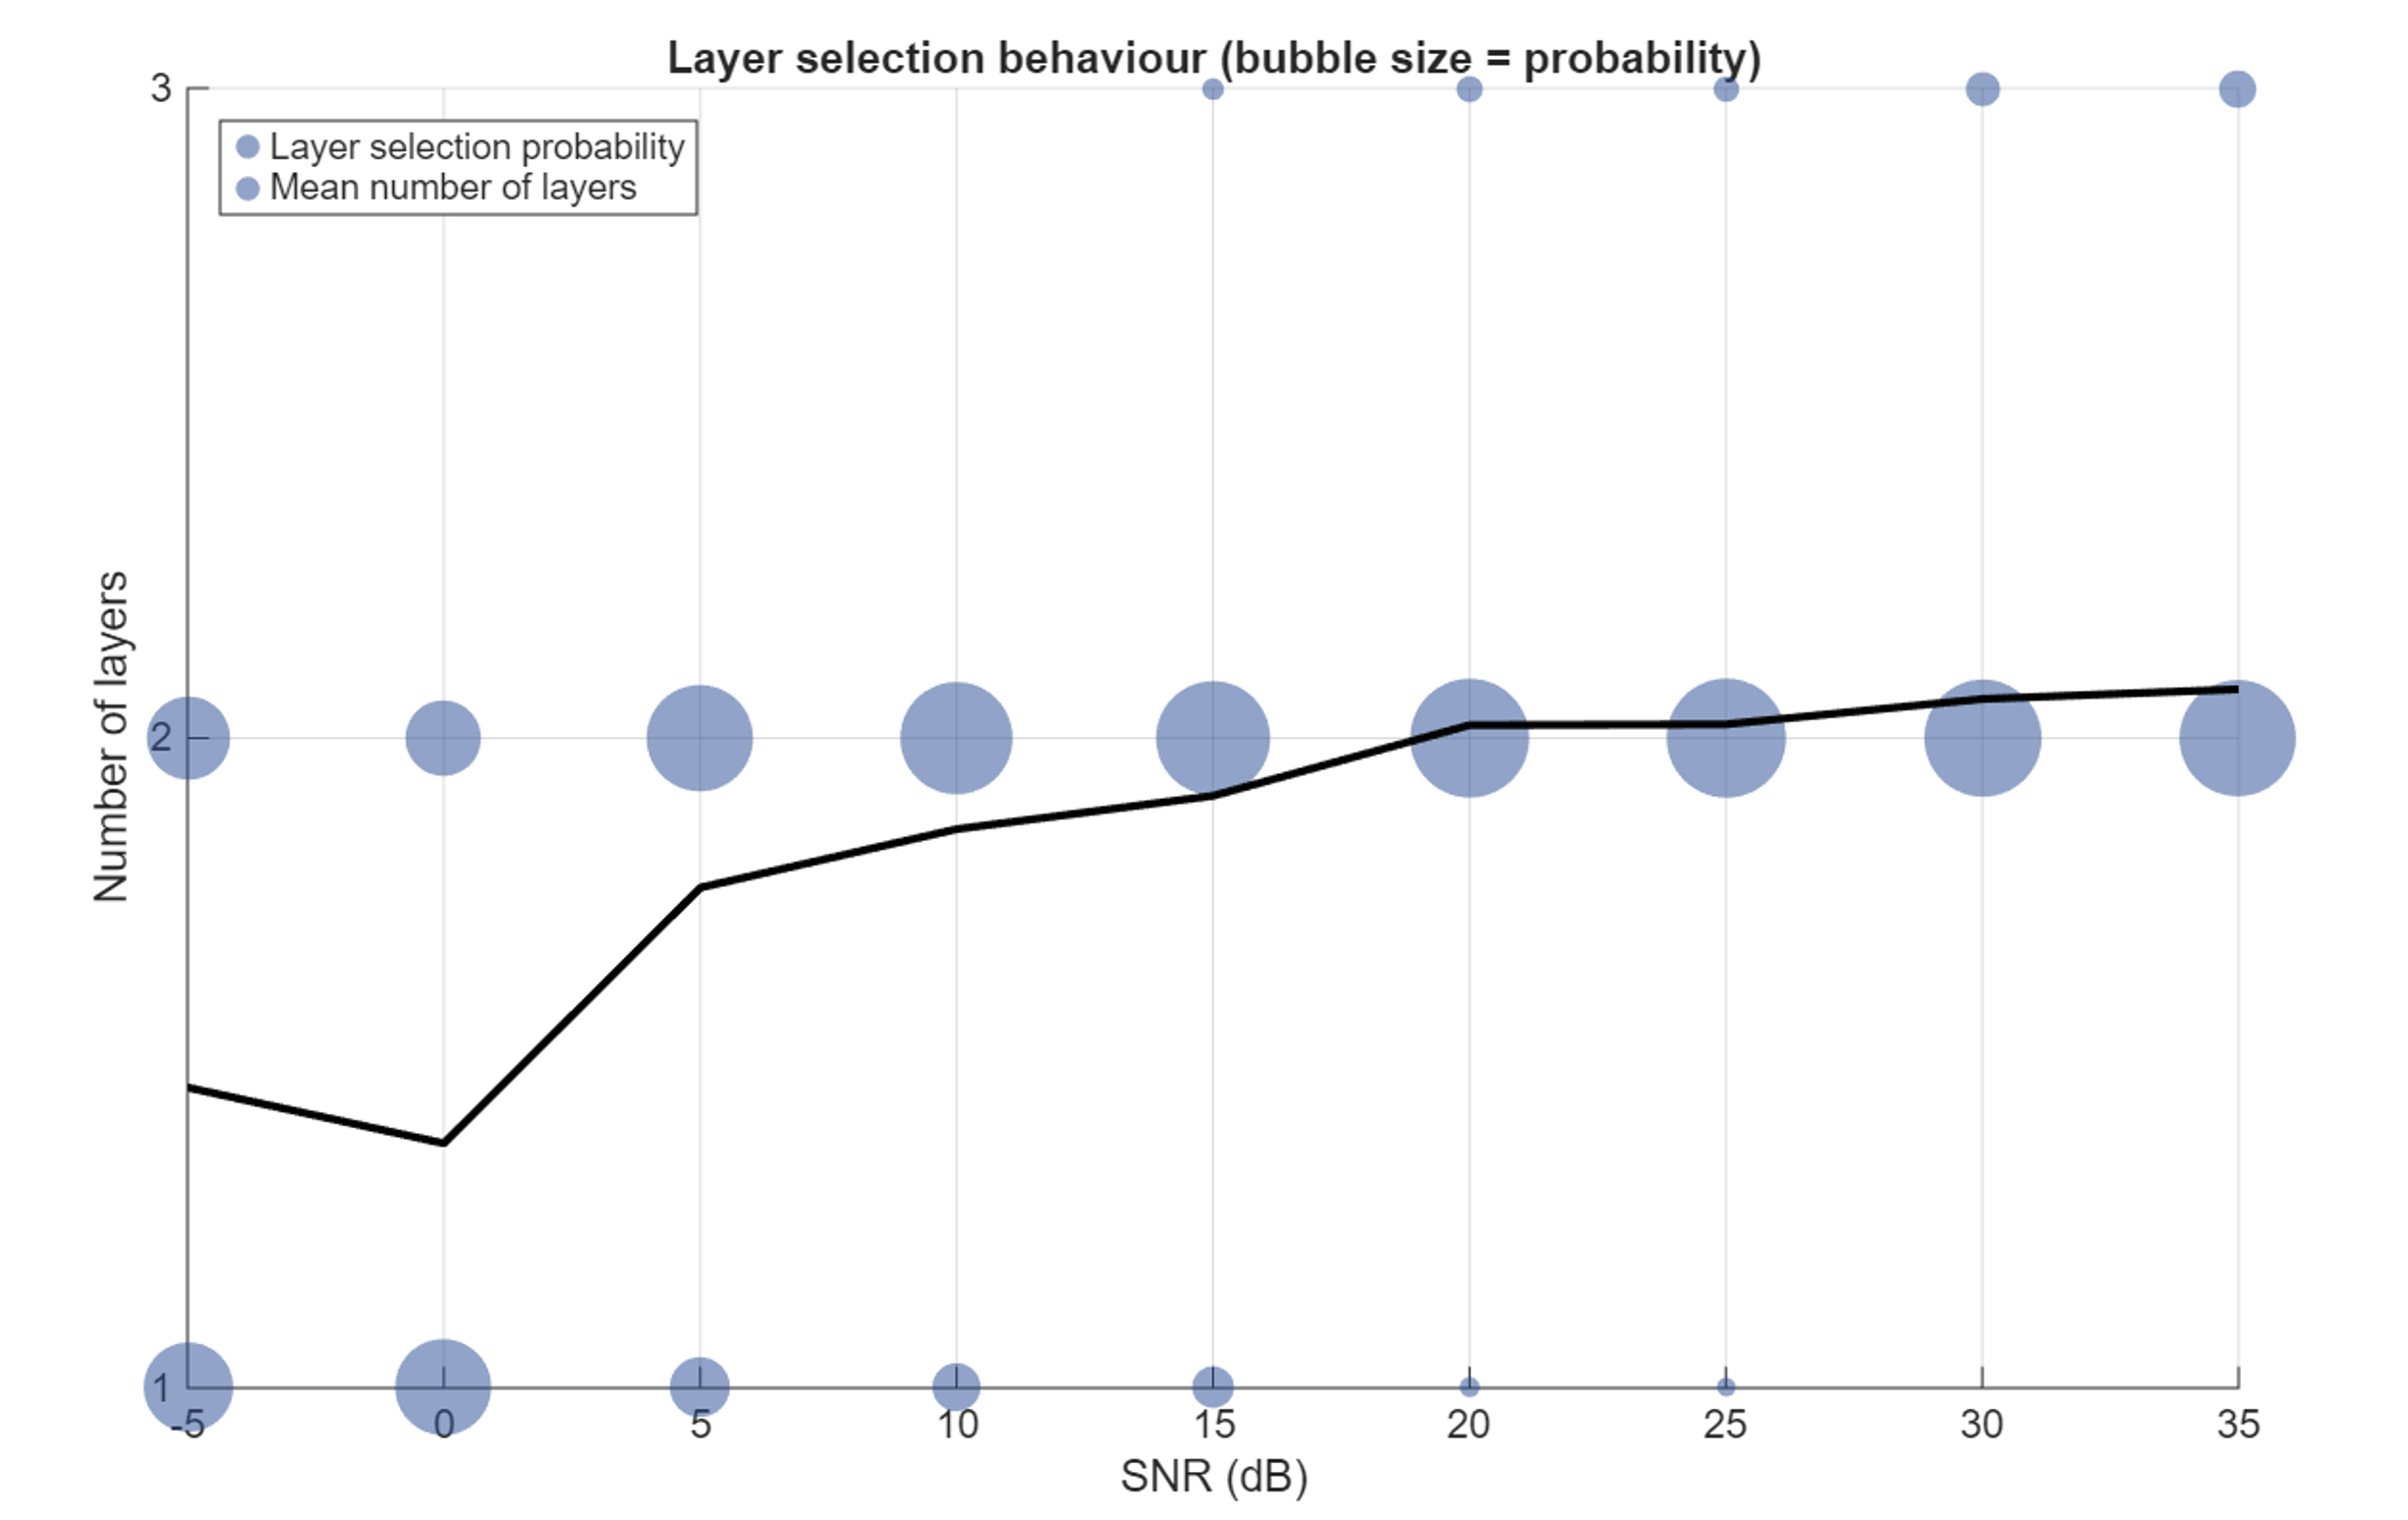 Layer selection behaviour (bubble size = probability)
3
Layer selection probability
Mean number of layers
Number of layers
2
1
-5 0 5 10 15 20 25 30 35
SNR (dB)